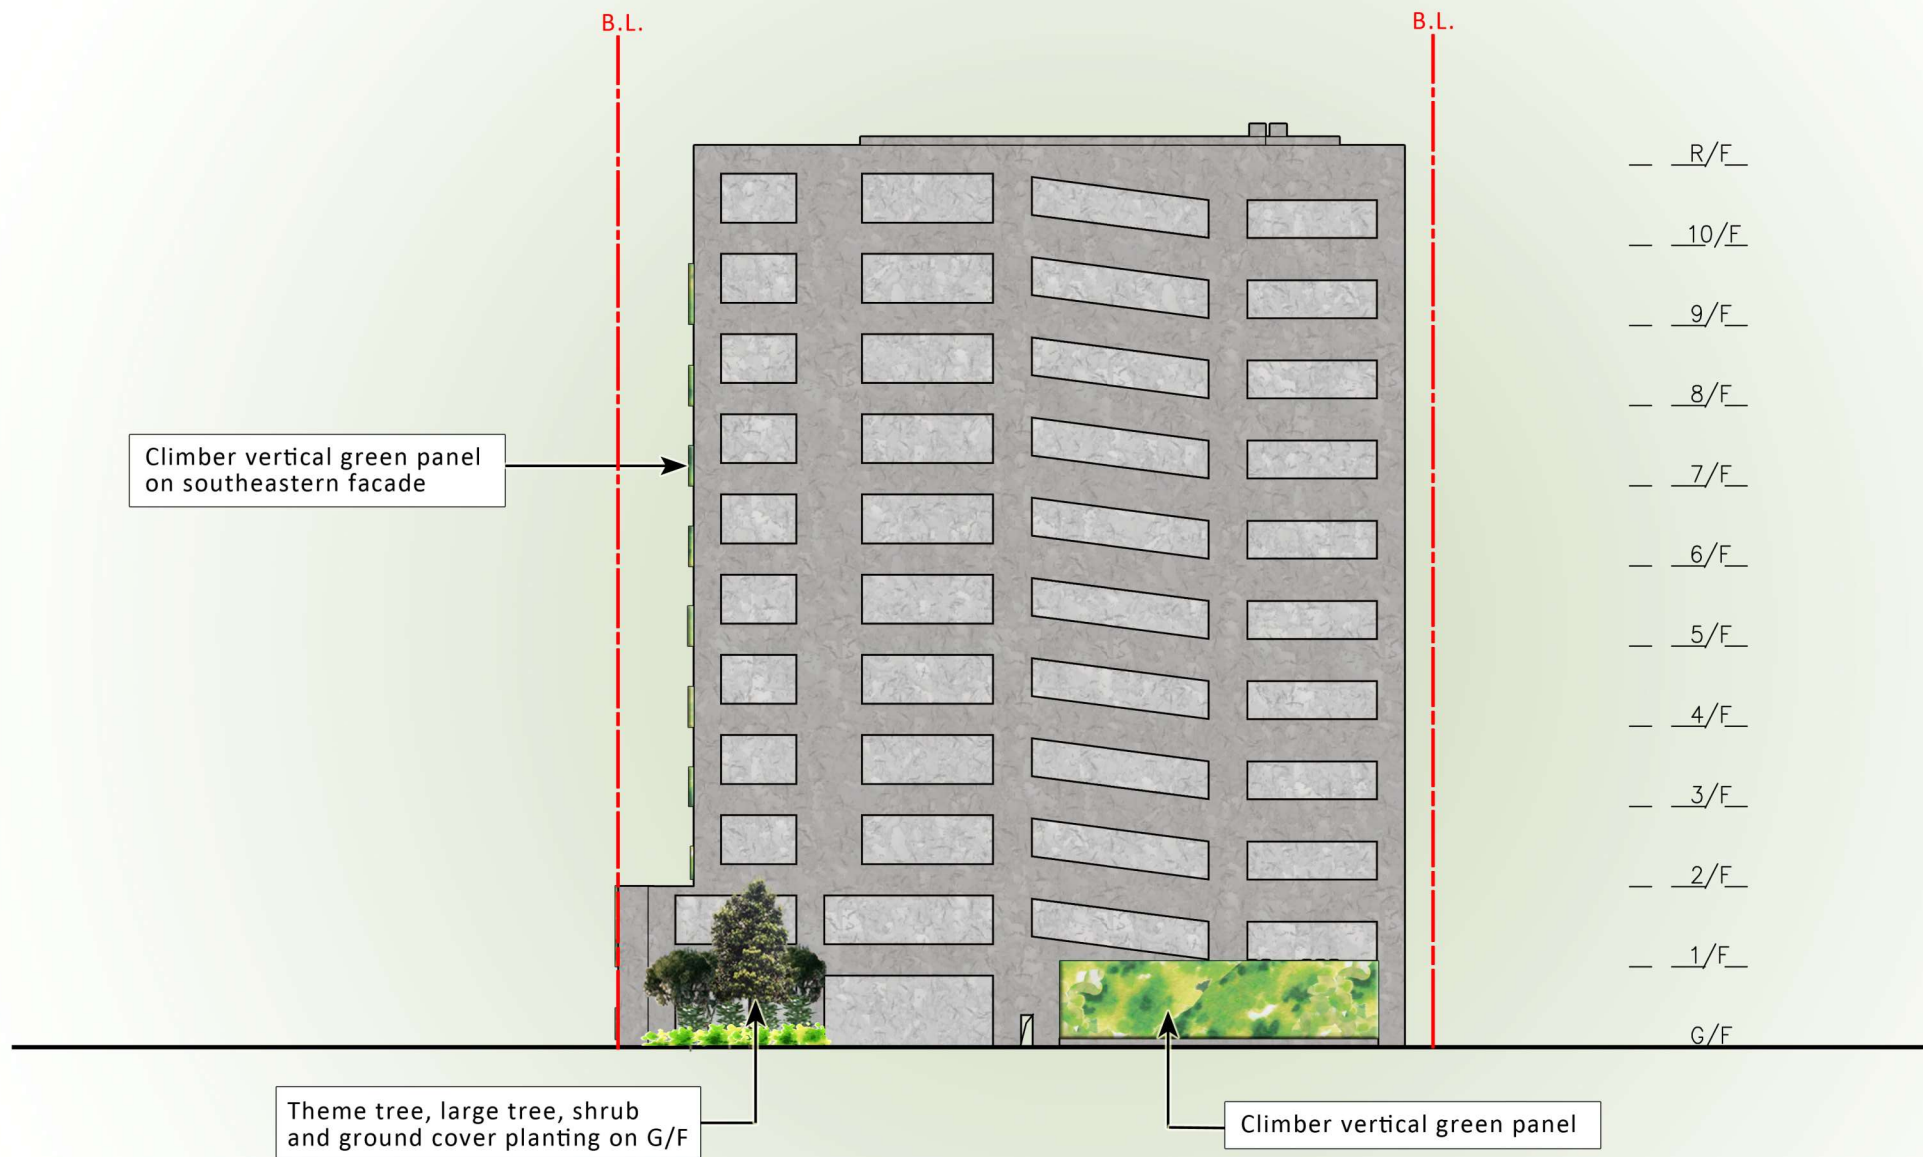 B.L.
B.L.
R/F
10/F
9/F
8/F
Climber vertical green panel
on southeastern facade
7/F
6/F
5/F
4/F
3/F
2/F
1/F
G/F
Theme tree, large tree, shrub
and ground cover planting on G/F
Climber vertical green panel